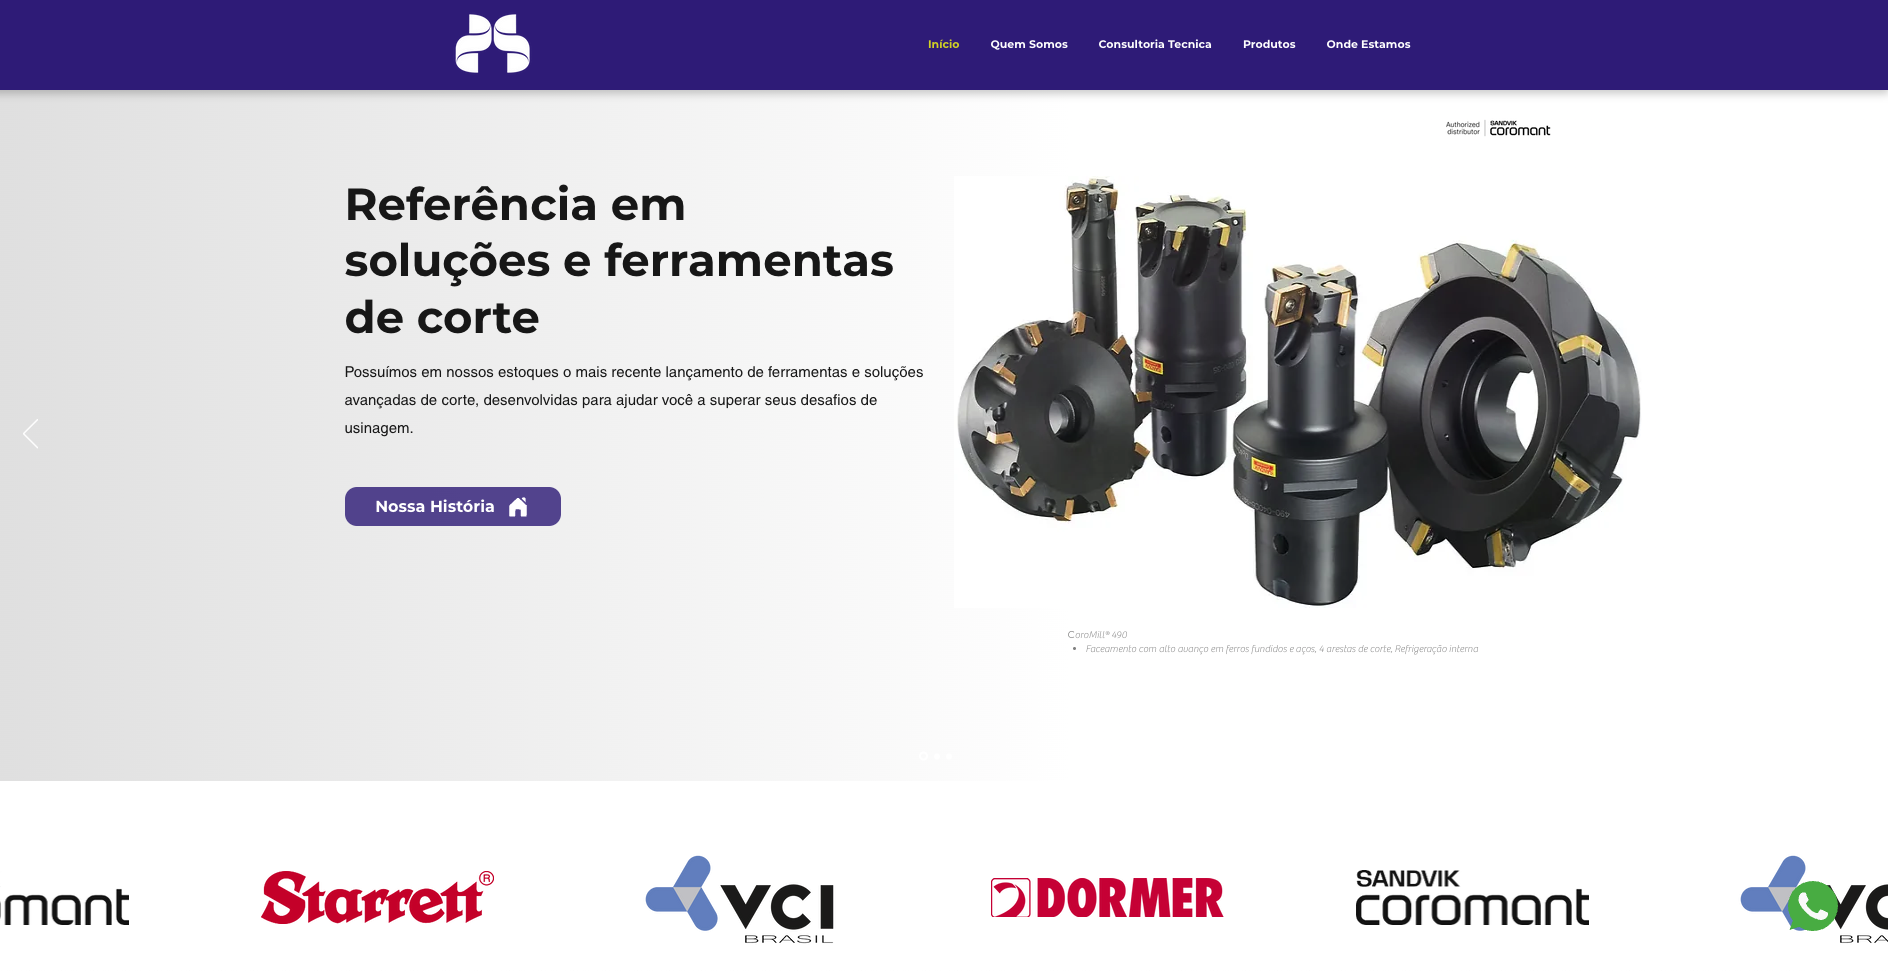 Início Quem Somos Consultoria Tecnica Produtos Onde Estamos
Authorized
distributor
SANDVIK
coromant
Referência em
soluções e ferramentas
de corte
Possuímos em nossos estoques o mais recente lançamento de ferramentas e soluções
avançadas de corte, desenvolvidas para ajudar você a superar seus desafios de
usinagem.
Nossa História
CoroMill® 490
• Faceamento com alto avanço em ferros fundidos e aços, 4 arestas de corte, Refrigeração interna
omant
Starrett®
VCI
BRASIL
DORMER
SANDVIK
coromant
VC
BRA